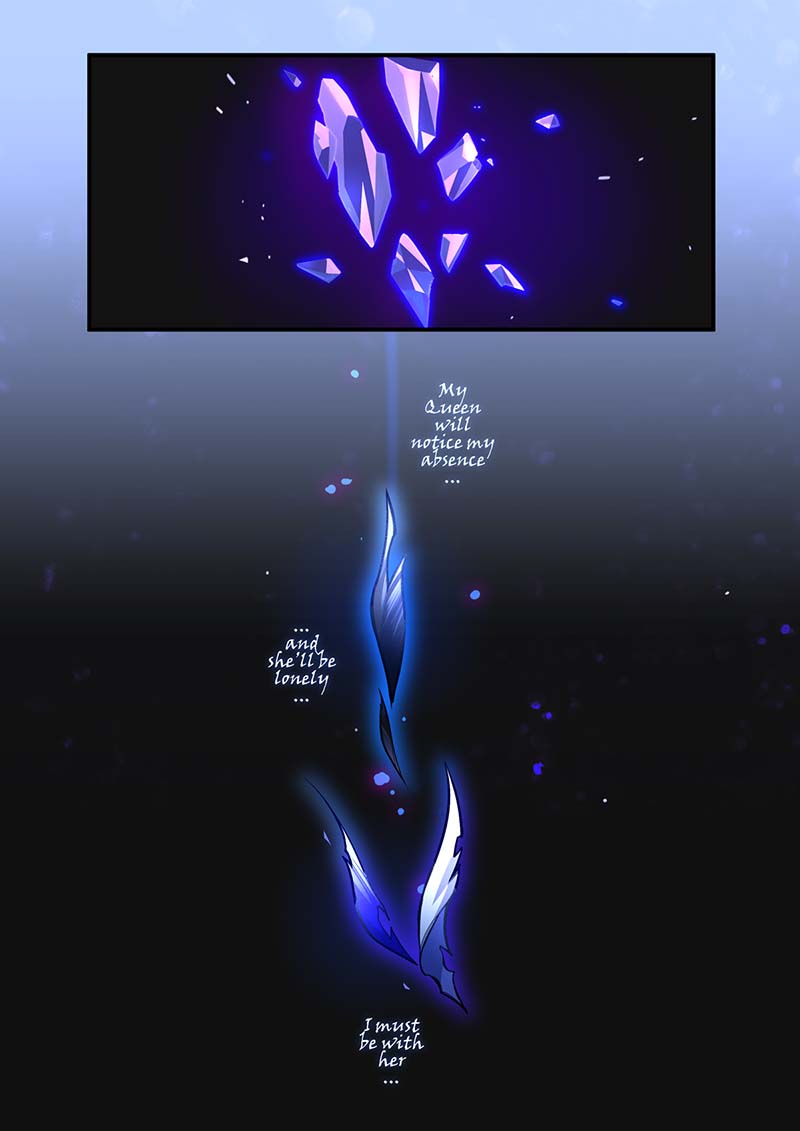 My
Queen
will
notice my
absence
...
...
and
she'll be
lonely
...
I must
be with
her
...